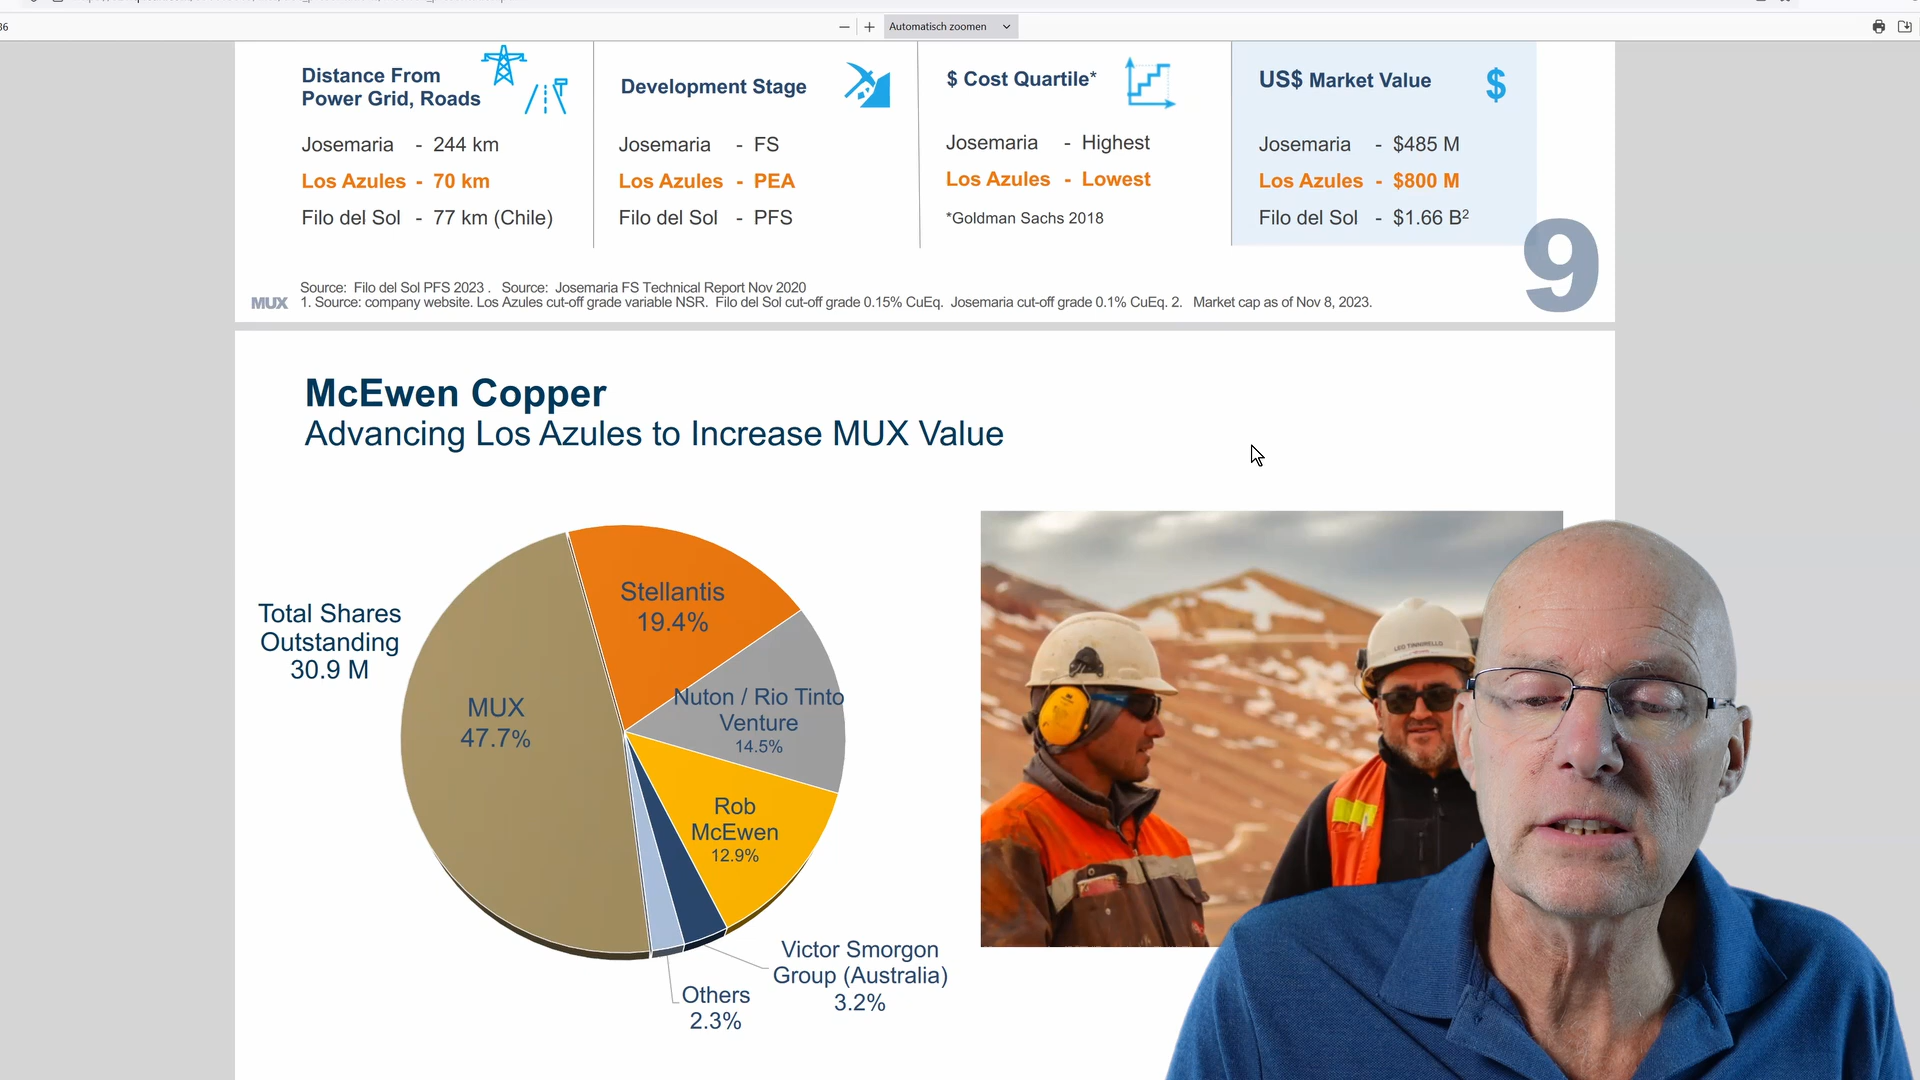 36
Automatisch zoomen
Distance From
Power Grid, Roads
Josemaria - 244 km
Los Azules - 70 km
Filo del Sol - 77 km (Chile)
Development Stage
Josemaria - FS
Los Azules - PEA
Filo del Sol - PFS
$ Cost Quartile*
Josemaria - Highest
Los Azules - Lowest
*Goldman Sachs 2018
US$ Market Value
$
Josemaria - $485 M
Los Azules - $800 M
Filo del Sol - $1.66 B²
9
Source: Filo del Sol PFS 2023 . Source: Josemaria FS Technical Report Nov 2020
MUX
1. Source: company website. Los Azules cut-off grade variable NSR. Filo del Sol cut-off grade 0.15% CuEq. Josemaria cut-off grade 0.1% CuEq. 2. Market cap as of Nov 8, 2023.
McEwen Copper
Advancing Los Azules to Increase MUX Value
Total Shares
Outstanding
30.9 M
MUX
47.7%
Stellantis
19.4%
Nuton / Rio Tinto
Venture
14.5%
Rob
McEwen
12.9%
Victor Smorgon
Group (Australia)
3.2%
Others
2.3%